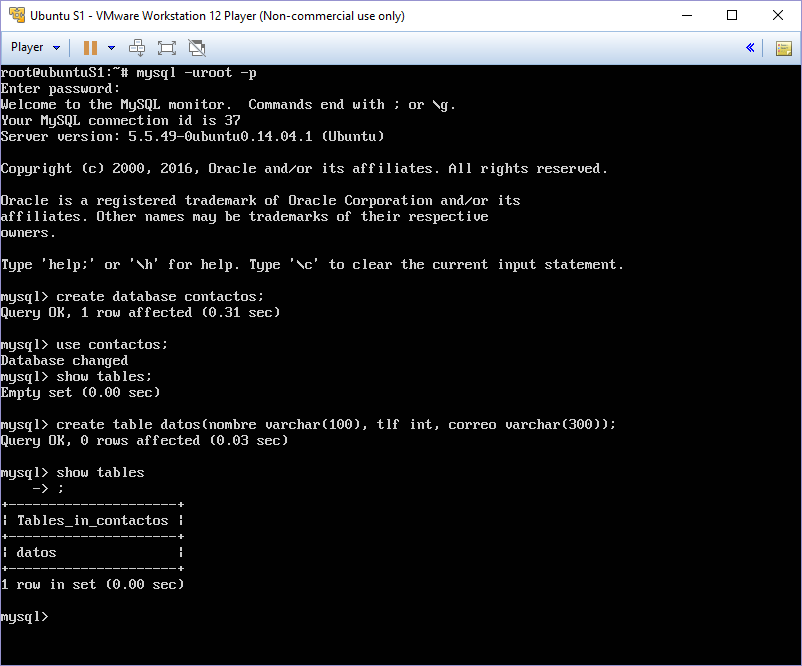 Ubuntu S1 - VMware Workstation 12 Player (Non-commercial use only)
Player
root@ubuntuS1:~# mysql -uroot -p
Enter password:
Welcome to the MySQL monitor.  Commands end with ; or \g.
Your MySQL connection id is 37
Server version: 5.5.49-0ubuntu0.14.04.1 (Ubuntu)
Copyright (c) 2000, 2016, Oracle and/or its affiliates. All rights reserved.
Oracle is a registered trademark of Oracle Corporation and/or its
affiliates. Other names may be trademarks of their respective
owners.
Type 'help;' or '\h' for help. Type '\c' to clear the current input statement.
mysql> create database contactos;
Query OK, 1 row affected (0.31 sec)
mysql> use contactos;
Database changed
mysql> show tables;
Empty set (0.00 sec)
mysql> create table datos(nombre varchar(100), tlf int, correo varchar(300));
Query OK, 0 rows affected (0.03 sec)
mysql> show tables
    -> ;
+---------------------+
| Tables_in_contactos |
+---------------------+
| datos               |
+---------------------+
1 row in set (0.00 sec)
mysql>